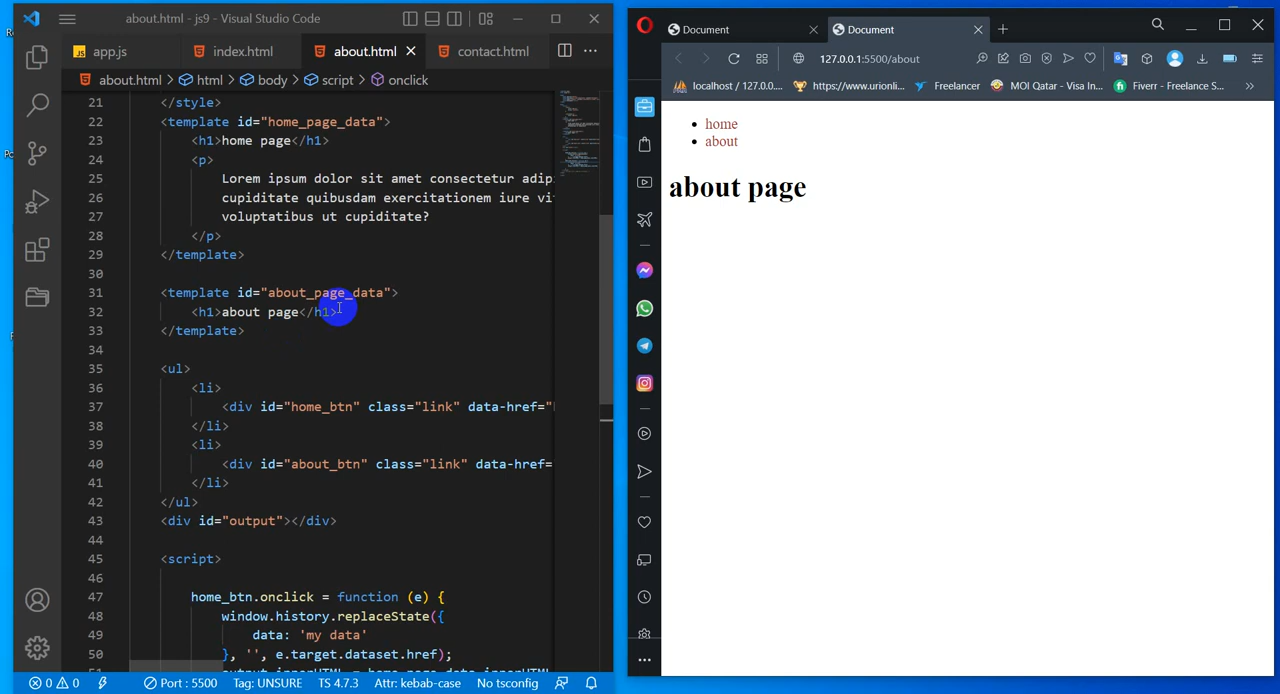 about.html - js9 - Visual Studio Code
app.js
index.html
about.html
contact.html
about.html > html > body > script > onclick
21 </style>
22 <template id="home_page_data">
23 <h1>home page</h1>
24 <p>
25 Lorem ipsum dolor sit amet consectetur adip
26 cupiditate quibusdam exercitationem iure vi
27 voluptatibus ut cupiditate?
28 </p>
29 </template>
30
31 <template id="about_page_data">
32 <h1>about page</h1>
33 </template>
34
35 <ul>
36 <li>
37 <div id="home_btn" class="link" data-href="
38 </li>
39 <li>
40 <div id="about_btn" class="link" data-href=
41 </li>
42 </ul>
43 <div id="output"></div>
44
45 <script>
46
47 home_btn.onclick = function (e) {
48 window.history.replaceState({
49 data: 'my data'
50 }, '', e.target.dataset.href);
0 0 Port : 5500 Tag: UNSURE TS 4.7.3 Attr: kebab-case No tsconfig
Document
Document
127.0.0.1:5500/about
localhost / 127.0.0....
https://www.urionli...
Freelancer
MOI Qatar - Visa In...
Fiverr - Freelance S...
home
about
about page